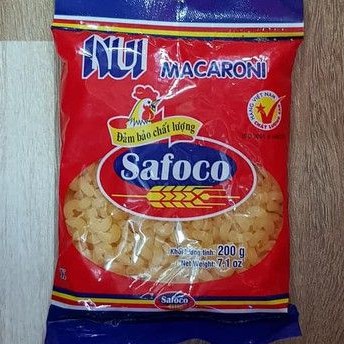 NUI
MACARONI
HÀNG VIỆT NAM
CHẤT LƯỢNG CAO
Đảm bảo chất lượng
Safoco
Khối lượng tịnh: 200 g
Net Weight: 7.1 oz
Safoco